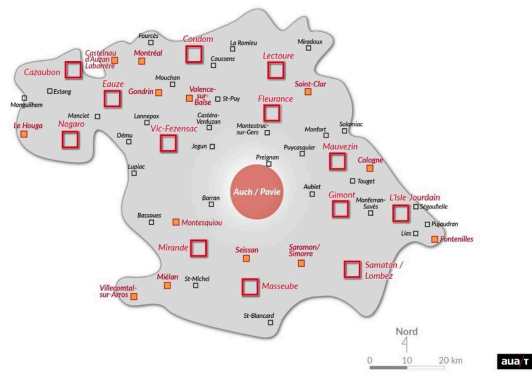 Fourcès
Condom
La Romieu
Miradoux
Castelnau
d'Auzan
Labarrère
Montréal
Caussens
Lectoure
Cazaubon
Mouchan
Eauze
Estang
Gondrin
Valence-
sur-
Baïse
St-Puy
Saint-Clar
Monguilhem
Fleurance
Manciet
Lannepax
Castéra-
Verduzan
Le Houga
Nogaro
Vic-Fezensac
Montestruc-
sur-Gers
Monfort
Solomiac
Dému
Jegun
Puycasquier
Mauvezin
Preignan
Cologne
Lupiac
Touget
Auch / Pavie
Aubiet
Gimont
L'Isle-Jourdain
Barran
Monferran-
Savès
Ségoufielle
Bassoues
Montesquiou
Pujaudran
Lias
Fontenilles
Mirande
Seissan
Saramon/
Simorre
Samatan /
Lombez
Miélan
St-Michel
Masseube
Villecomtal-
sur-Arros
St-Blancard
Nord
0 10 20 km
aua/T